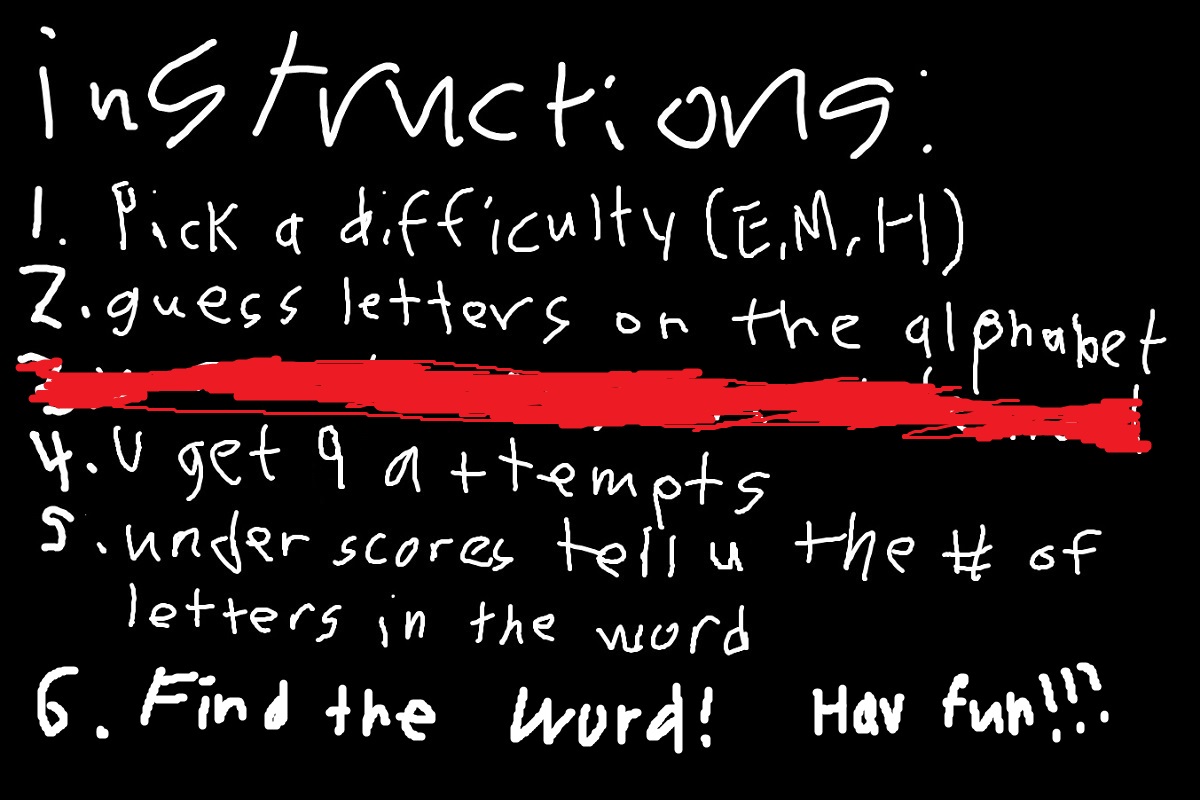 instructions:
1. Pick a difficulty (E,M,H)
2. guess letters on the alphabet
4. U get 9 attempts
5. under scores tell u the # of
letters in the word
6. Find the word! Hav fun!!!